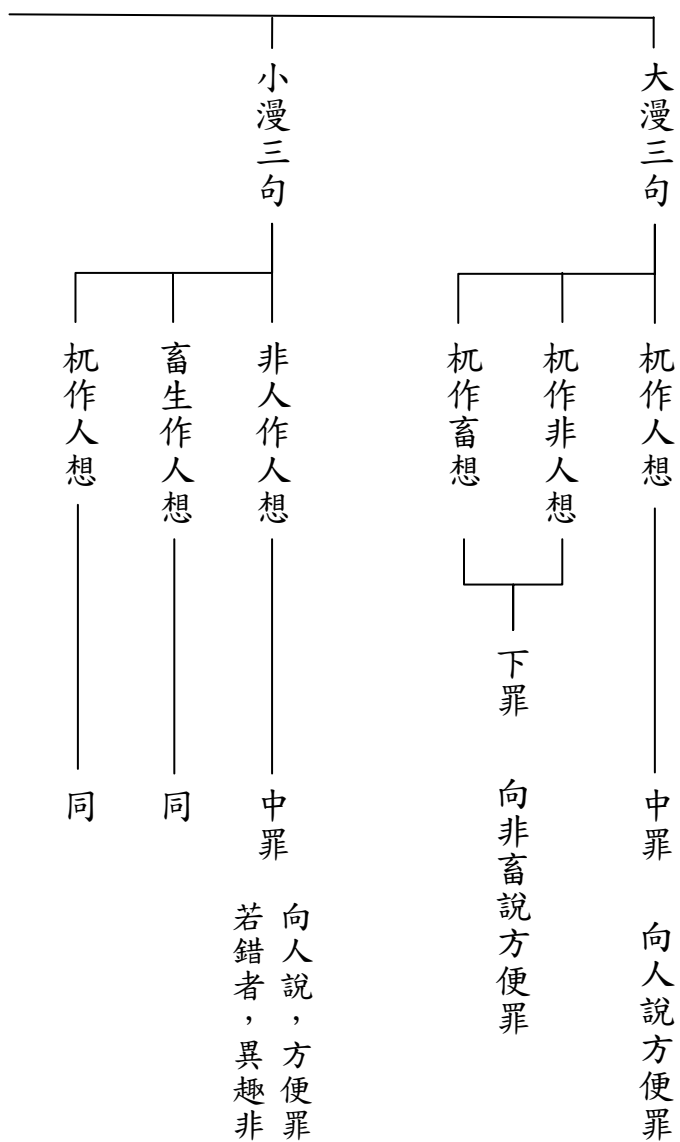 大漫三句
杌作人想
中罪
向人說方便罪
杌作非人想
杌作畜想
下罪
向非畜說方便罪
小漫三句
非人作人想
中罪
向人說，方便罪
若錯者，異趣非
畜生作人想
同
杌作人想
同